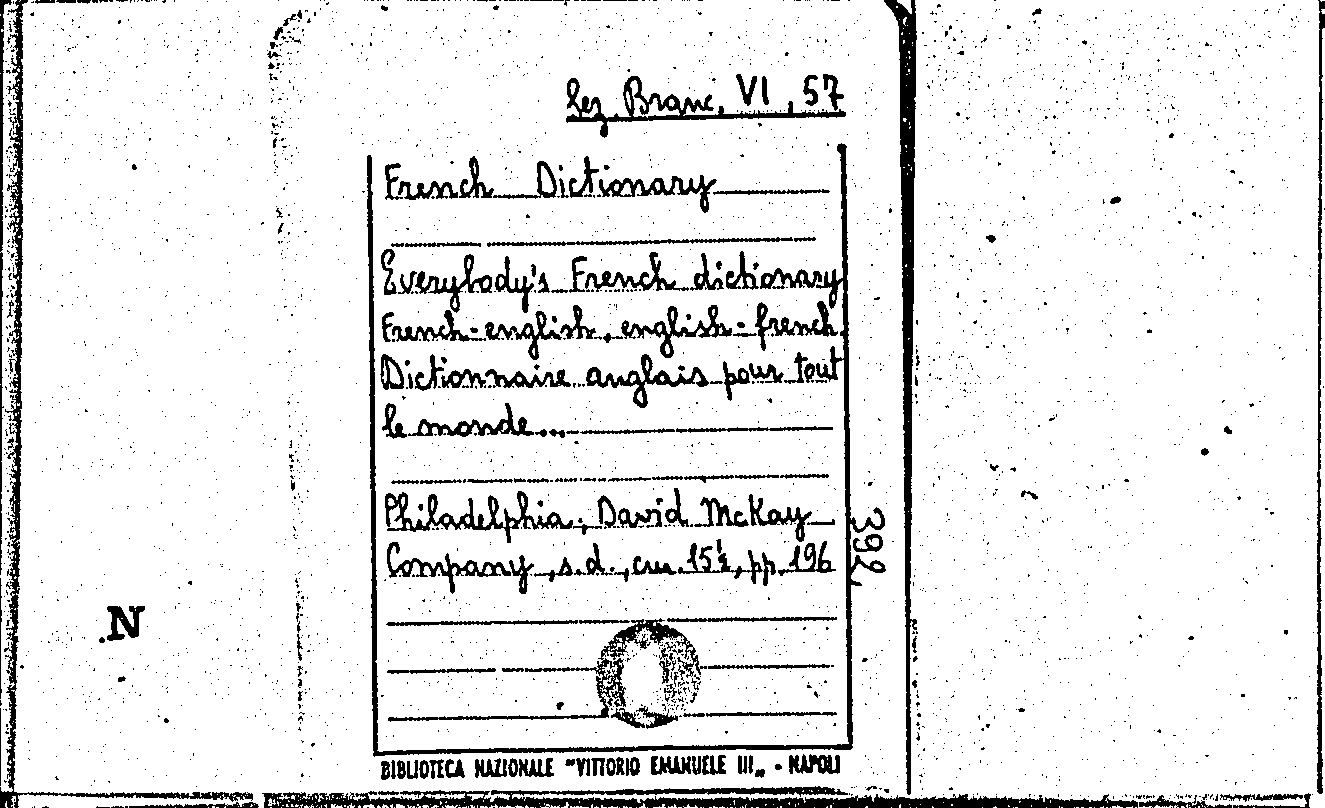 Sez. Branc. VI, 57
French Dictionary
Everybody's French dictionary
French-english, english-french.
Dictionnaire anglais pour tout
le monde...
Philadelphia, David McKay
Company, s.d., cm. 15½, pp. 196
392
N
BIBLIOTECA NAZIONALE "VITTORIO EMANUELE III„ - NAPOLI